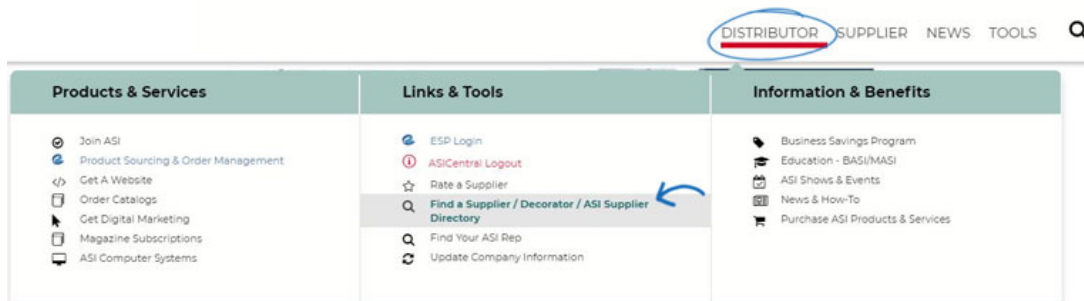 DISTRIBUTOR SUPPLIER NEWS TOOLS
Products & Services
Join ASI
Product Sourcing & Order Management
Get A Website
Order Catalogs
Get Digital Marketing
Magazine Subscriptions
ASI Computer Systems
Links & Tools
ESP Login
ASICentral Logout
Rate a Supplier
Find a Supplier / Decorator / ASI Supplier
Directory
Find Your ASI Rep
Update Company Information
Information & Benefits
Business Savings Program
Education - BASI/MASI
ASI Shows & Events
News & How-To
Purchase ASI Products & Services